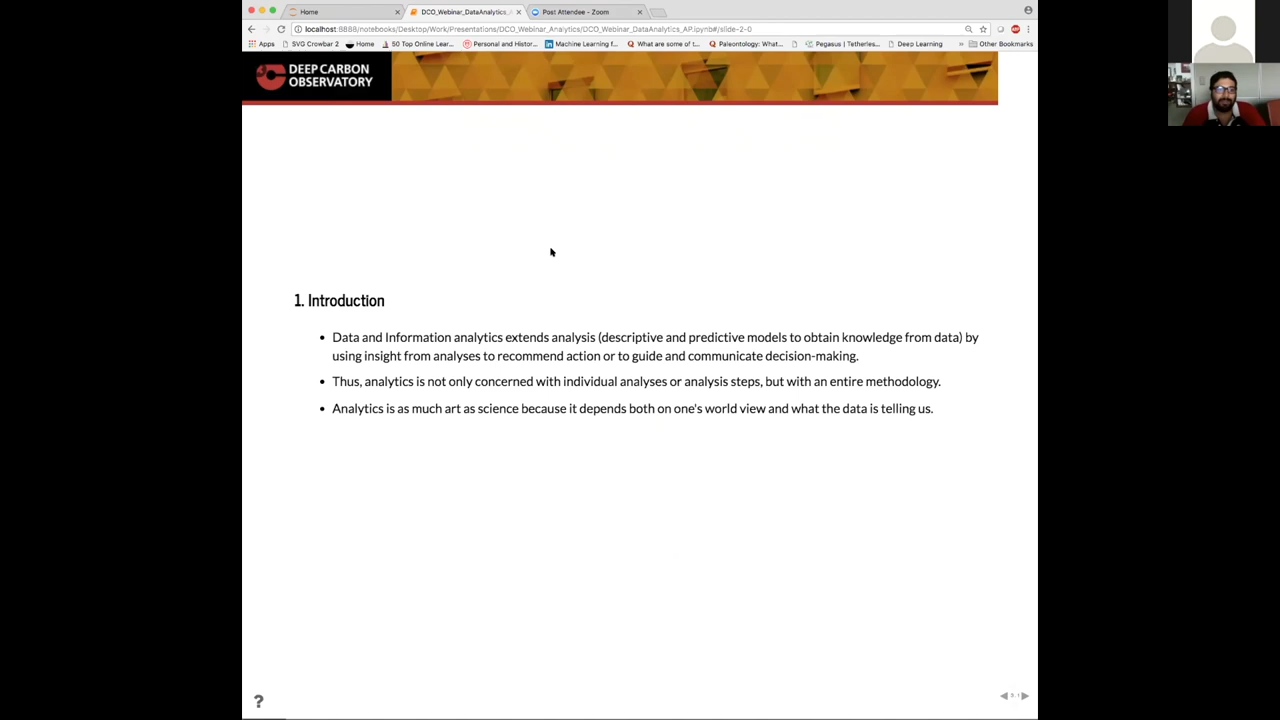 Home
DCO_Webinar_DataAnalytics_A
Post Attendee - Zoom
localhost:8888/notebooks/Desktop/Work/Presentations/DCO_Webinar_Analytics/DCO_Webinar_DataAnalytics_AP.ipynb#/slide-2-0
Apps SVG Crowbar 2 Home 50 Top Online Lear... Personal and Histor... Machine Learning f... What are some of t... Paleontology: What... Pegasus | Tetherles... Deep Learning » Other Bookmarks
DEEP CARBON
OBSERVATORY
1. Introduction
• Data and Information analytics extends analysis (descriptive and predictive models to obtain knowledge from data) by
using insight from analyses to recommend action or to guide and communicate decision-making.
• Thus, analytics is not only concerned with individual analyses or analysis steps, but with an entire methodology.
• Analytics is as much art as science because it depends both on one's world view and what the data is telling us.
?
3.1